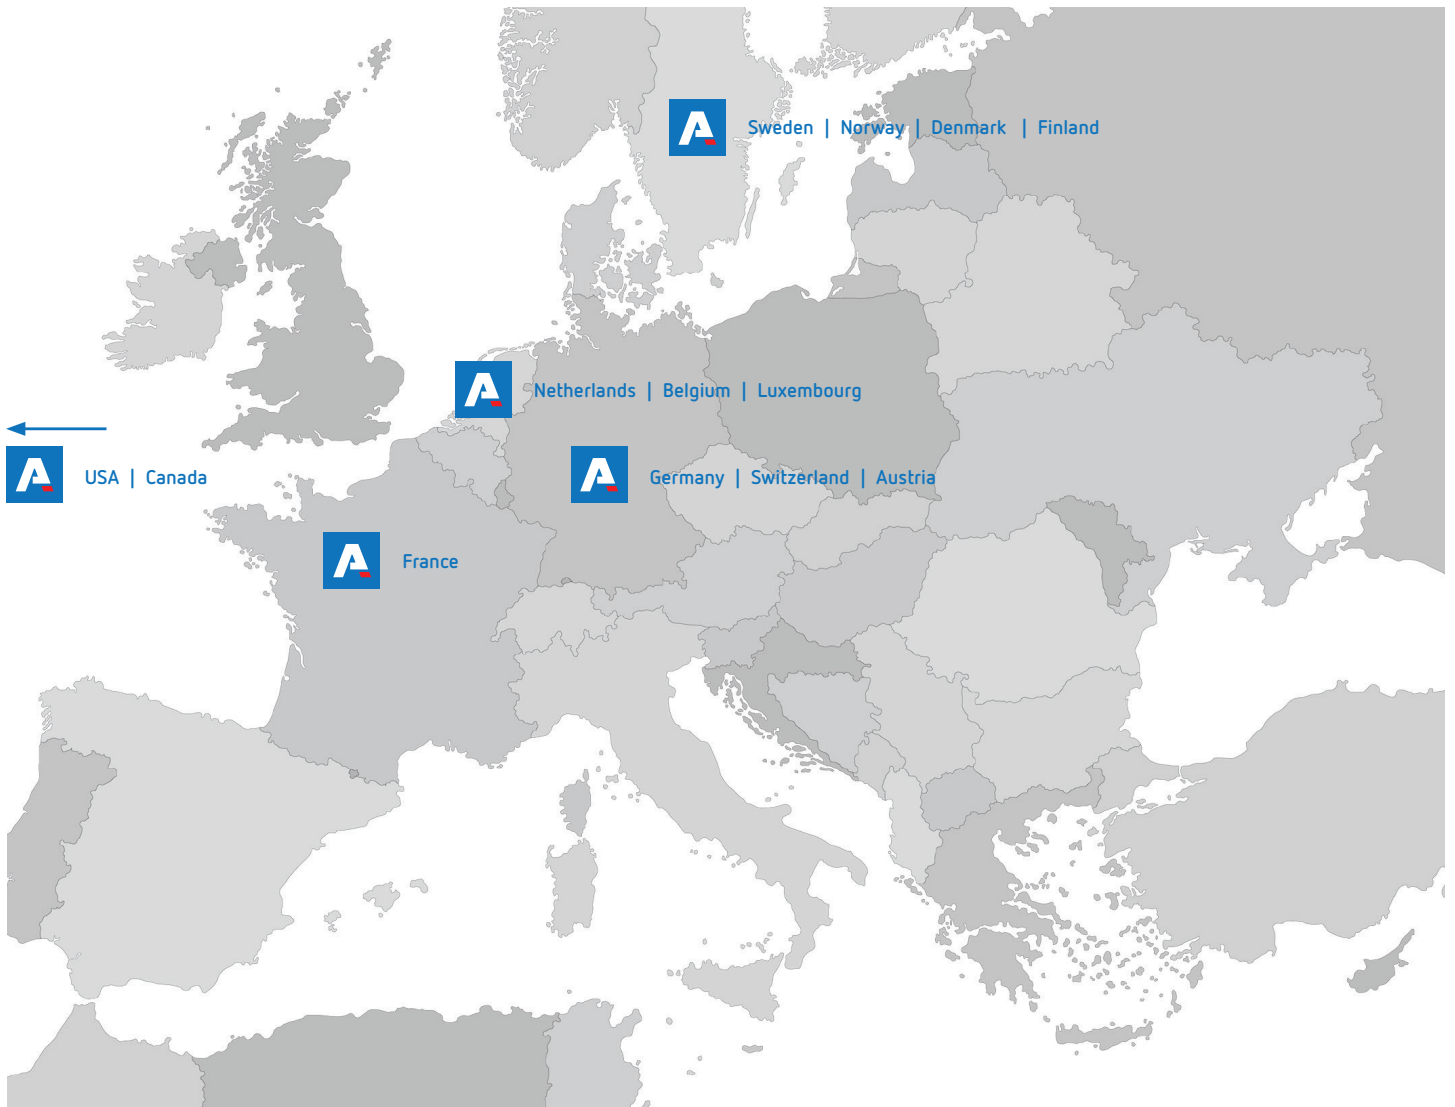 Sweden | Norway | Denmark | Finland
Netherlands | Belgium | Luxembourg
USA | Canada
Germany | Switzerland | Austria
France